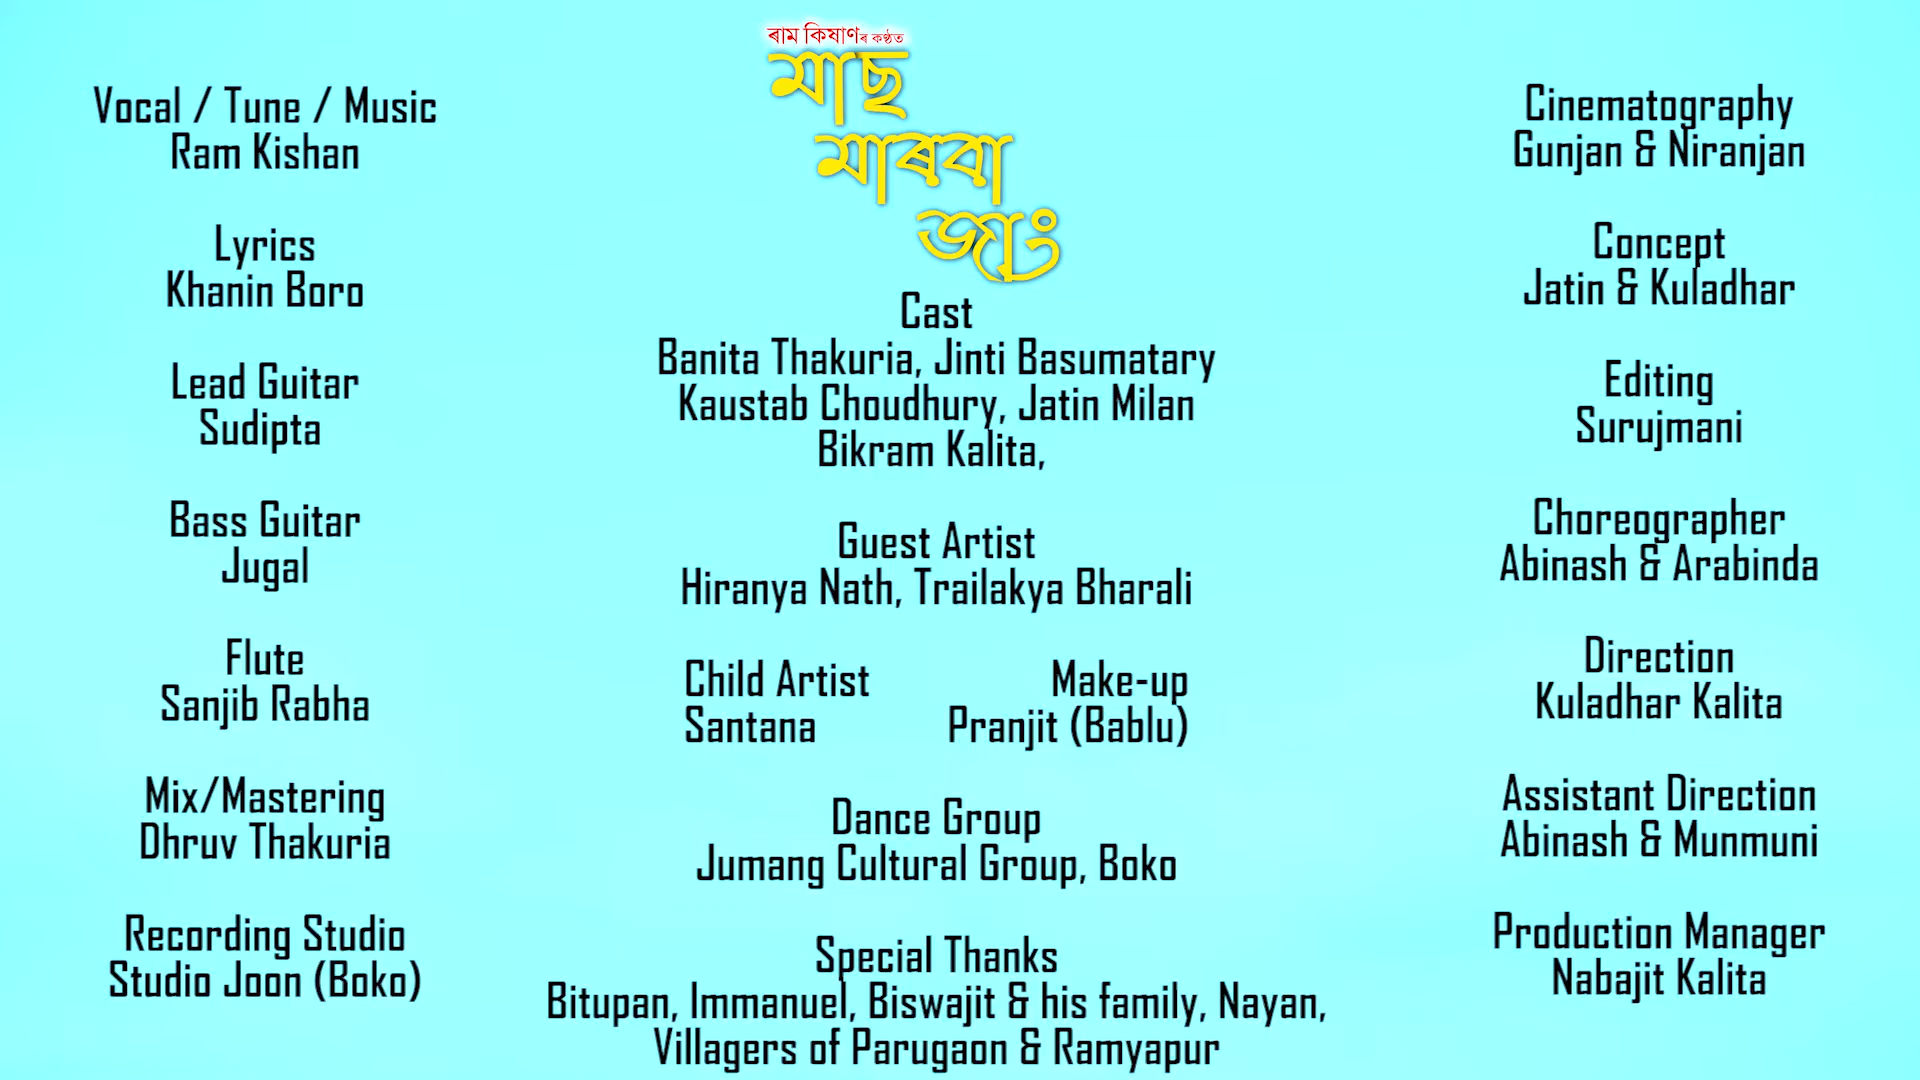 ৰাম কিষাণৰ কণ্ঠত
মাছ
মাৰবা
জাং
Vocal / Tune / Music
Ram Kishan
Lyrics
Khanin Boro
Lead Guitar
Sudipta
Bass Guitar
Jugal
Flute
Sanjib Rabha
Mix/Mastering
Dhruv Thakuria
Recording Studio
Studio Joon (Boko)
Cast
Banita Thakuria, Jinti Basumatary
Kaustab Choudhury, Jatin Milan
Bikram Kalita,
Guest Artist
Hiranya Nath, Trailakya Bharali
Child Artist
Santana
Make-up
Pranjit (Bablu)
Dance Group
Jumang Cultural Group, Boko
Special Thanks
Bitupan, Immanuel, Biswajit & his family, Nayan,
Villagers of Parugaon & Ramyapur
Cinematography
Gunjan & Niranjan
Concept
Jatin & Kuladhar
Editing
Surujmani
Choreographer
Abinash & Arabinda
Direction
Kuladhar Kalita
Assistant Direction
Abinash & Munmuni
Production Manager
Nabajit Kalita